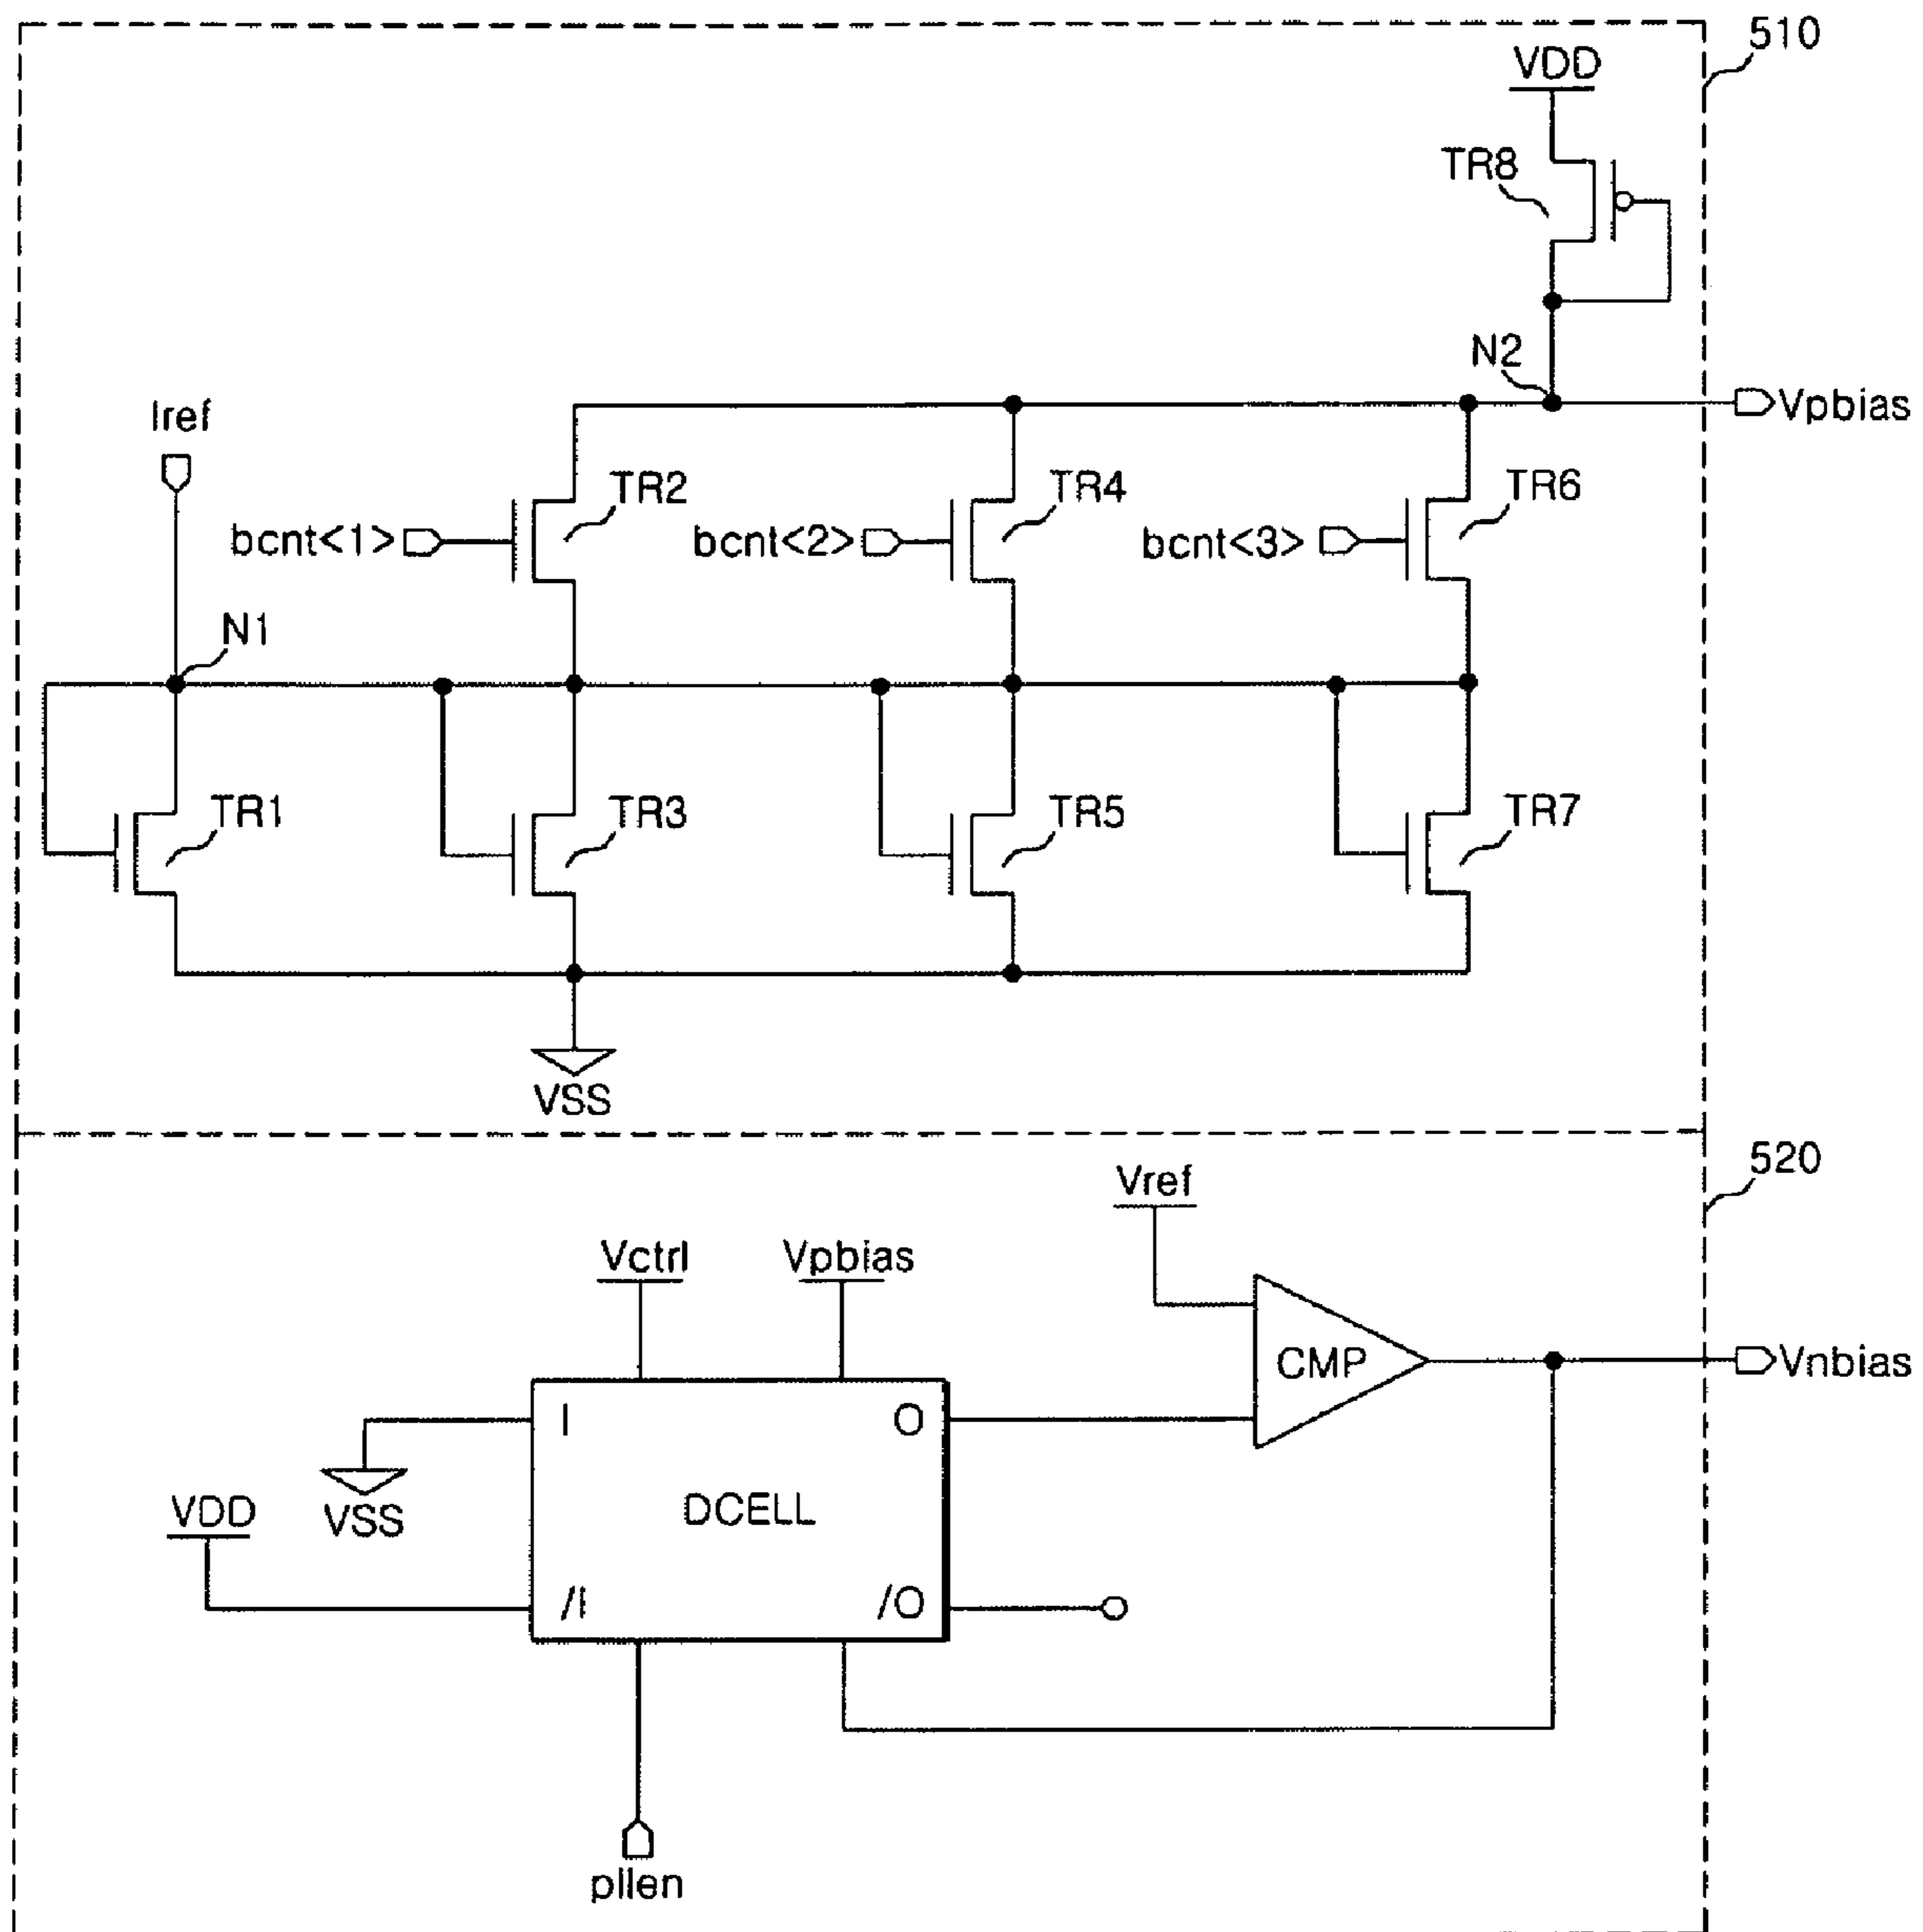 510
VDD
TR8
N2
Iref
Vpbias
TR2
TR4
TR6
bcnt<1>
bcnt<2>
bcnt<3>
N1
TR1
TR3
TR5
TR7
VSS
520
Vref
Vctrl
Vpbias
CMP
Vnbias
I
O
VDD
VSS
DCELL
/I
/O
pllen